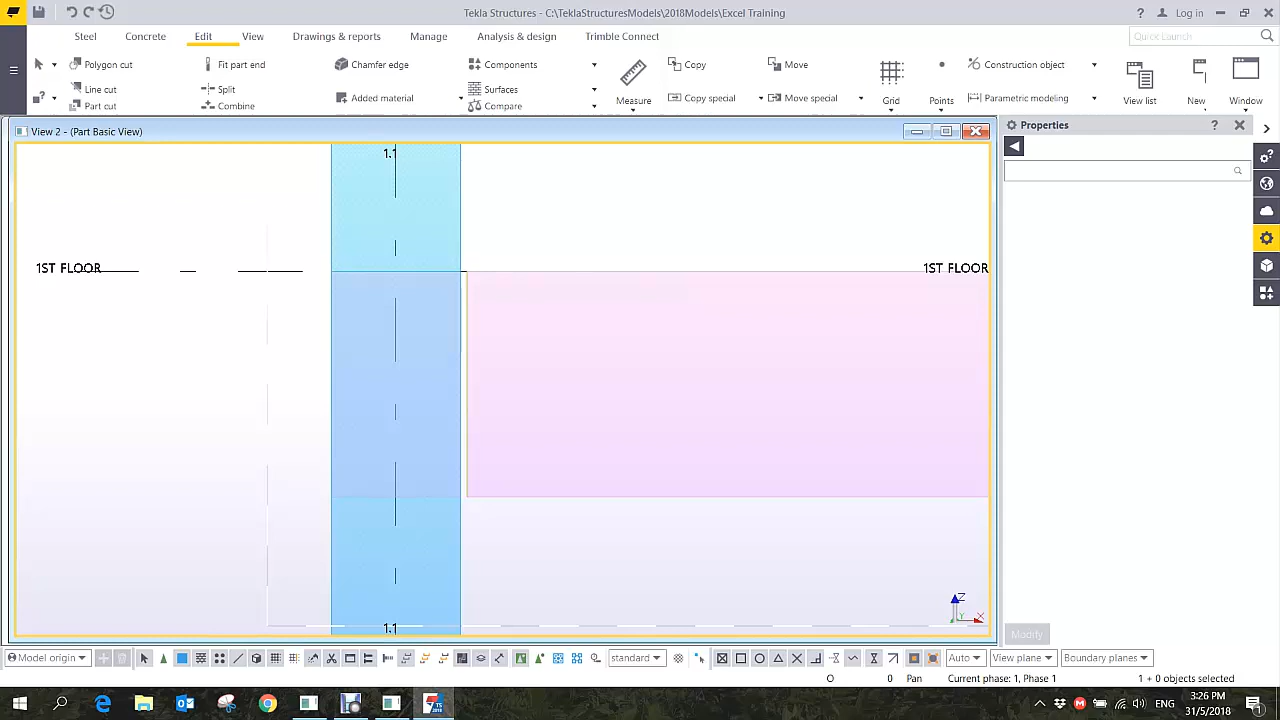 Tekla Structures - C:\TeklaStructuresModels\2018Models\Excel Training
? Log in
Steel Concrete Edit View Drawings & reports Manage Analysis & design Trimble Connect
Quick Launch
Polygon cut Fit part end Chamfer edge Components Copy Move Construction object
Line cut Split Surfaces
Part cut Combine Added material Compare Measure Copy special Move special Grid Points Parametric modeling View list New Window
View 2 - (Part Basic View)
Properties ?
1.1
1ST FLOOR 1ST FLOOR
1.1
Z
Y X
Modify
Model origin standard Auto View plane Boundary planes
O 0 Pan Current phase: 1, Phase 1 1 + 0 objects selected
ENG 3:26 PM
31/5/2018